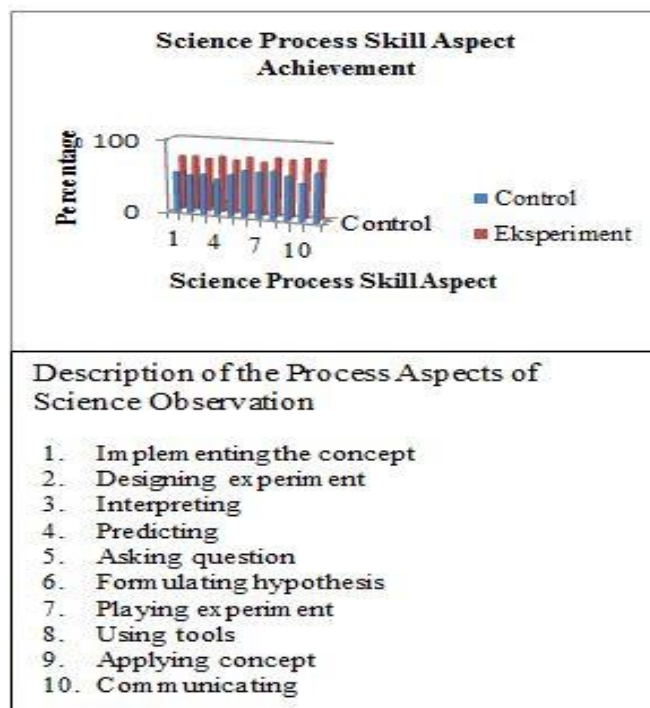 Science Process Skill Aspect
Achievement
100
0
Percentage
1
4
7
10
Control
Control
Eksperiment
Science Process Skill Aspect
Description of the Process Aspects of
Science Observation
1. Implementing the concept
2. Designing experiment
3. Interpreting
4. Predicting
5. Asking question
6. Formulating hypothesis
7. Playing experiment
8. Using tools
9. Applying concept
10. Communicating